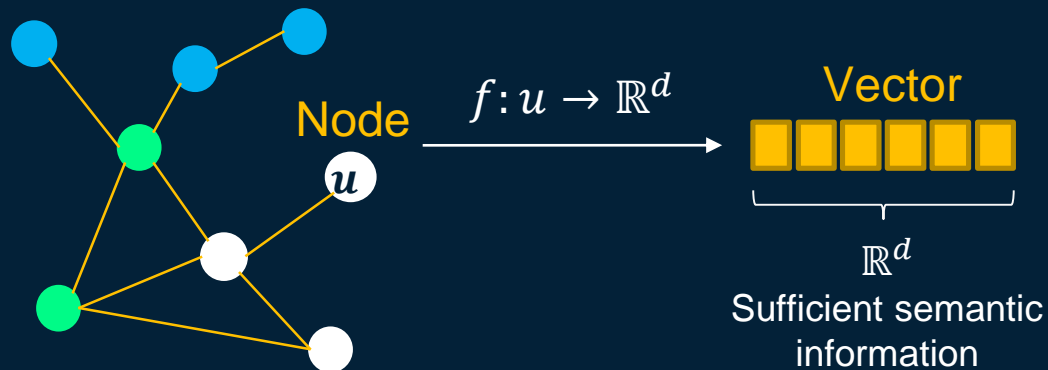 Node
u
f: u → ℝ^d
Vector
ℝ^d
Sufficient semantic
information